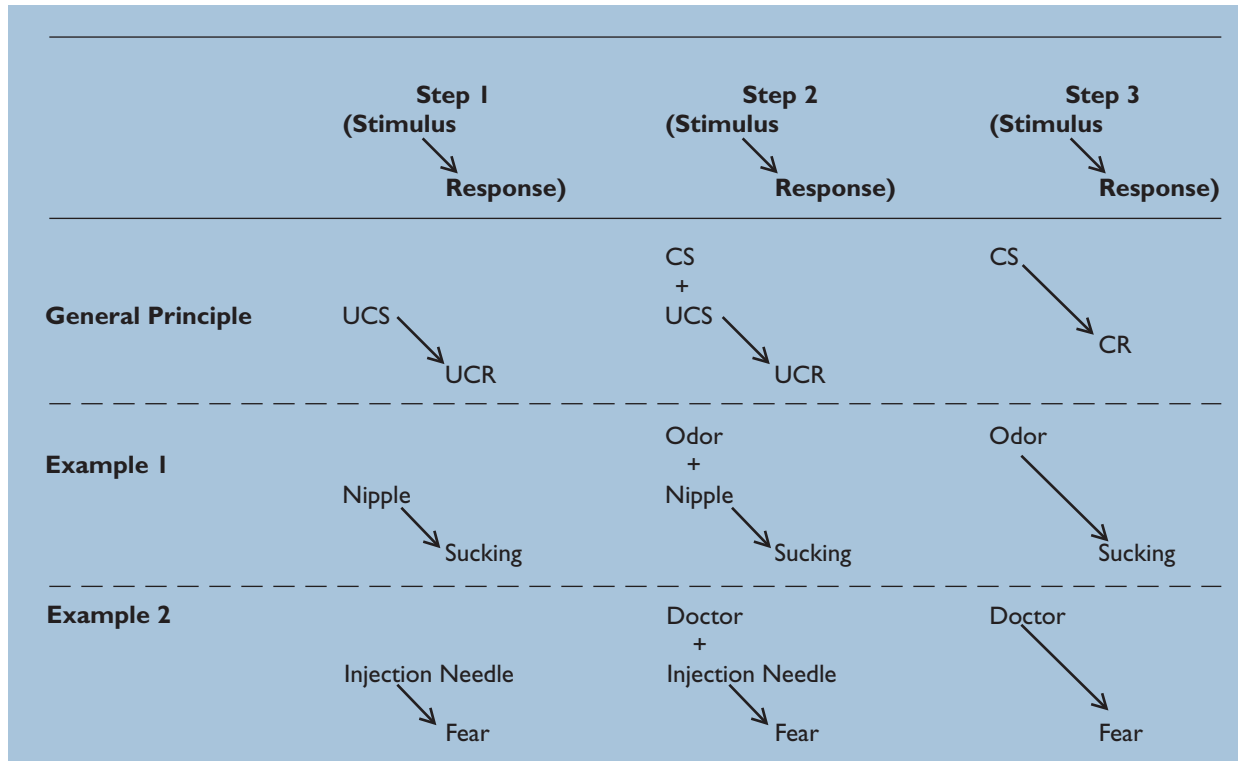 Step 1 Step 2 Step 3
(Stimulus (Stimulus (Stimulus
Response) Response) Response)
CS CS
+
General Principle UCS UCS
CR
UCR UCR
Odor Odor
Example 1 +
Nipple Nipple
Sucking Sucking Sucking
Example 2 Doctor Doctor
+
Injection Needle Injection Needle
Fear Fear Fear